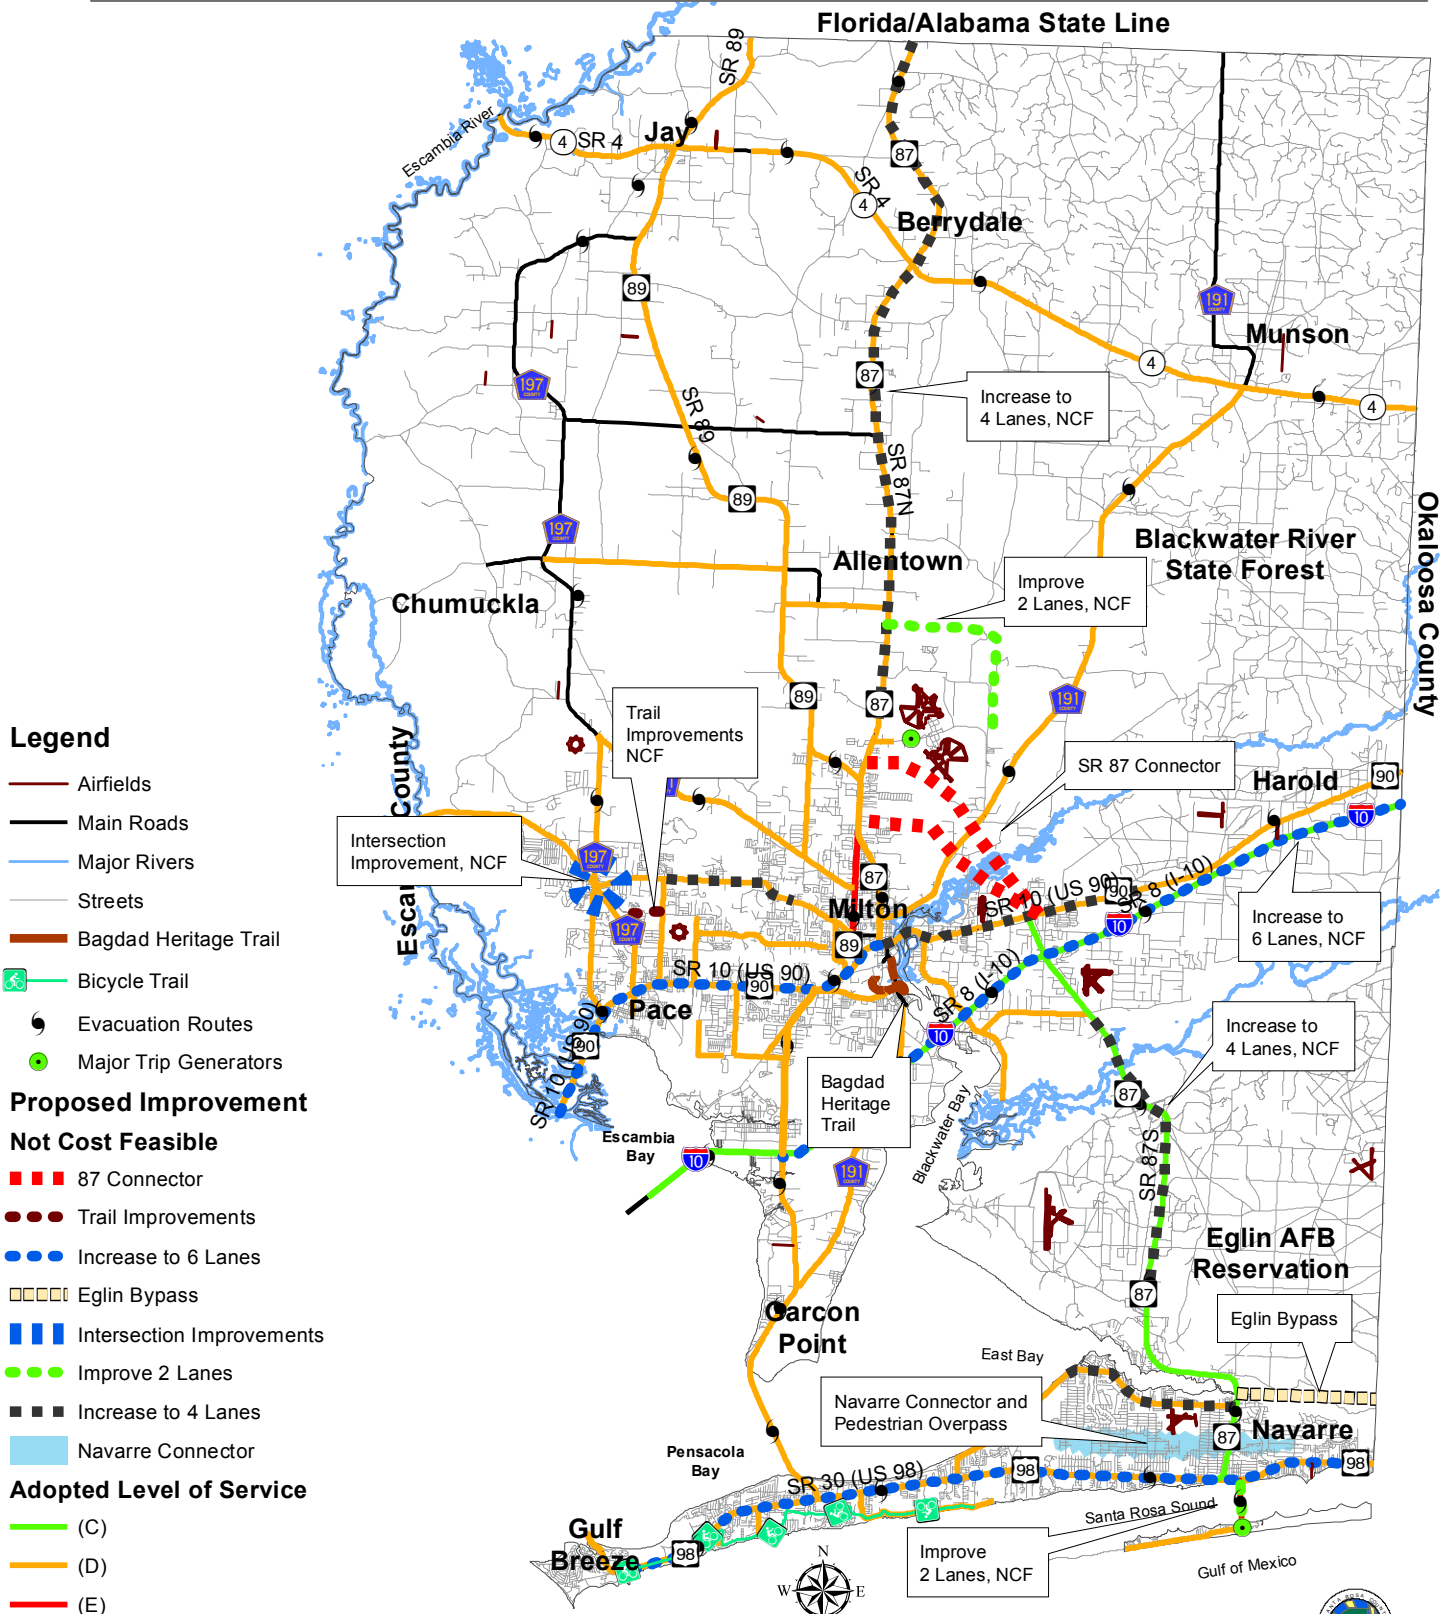 Florida/Alabama State Line
SR 89
Escambia River
4
SR 4
Jay
87
SR 4
4
Berrydale
89
191
COUNTY
Munson
197
COUNTY
87
4
Increase to
4 Lanes, NCF
4
SR 89
SR 87N
89
197
COUNTY
Okaloosa County
Blackwater River
State Forest
Allentown
Improve
2 Lanes, NCF
Chumuckla
89
87
191
COUNTY
Trail
Improvements
NCF
SR 87 Connector
Harold
90
10
Intersection
Improvement, NCF
197
COUNTY
87
Milton
SR 10 (US 90)
90
SR 8 (I-10)
10
Increase to
6 Lanes, NCF
197
COUNTY
89
SR 10 (US 90)
90
SR 8 (I-10)
Pace
10
90
SR 10 (US 90)
Increase to
4 Lanes, NCF
87
Bagdad
Heritage
Trail
Blackwater Bay
Escambia
Bay
10
191
COUNTY
SR 87S
Eglin AFB
Reservation
87
Eglin Bypass
Garcon
Point
East Bay
Navarre Connector and
Pedestrian Overpass
87
Navarre
Pensacola
Bay
98
98
SR 30 (US 98)
Santa Rosa Sound
Gulf
Breeze
98
Improve
2 Lanes, NCF
Gulf of Mexico
N
W
E
Legend
Airfields
Main Roads
Major Rivers
Streets
Bagdad Heritage Trail
Bicycle Trail
Evacuation Routes
Major Trip Generators
Proposed Improvement
Not Cost Feasible
87 Connector
Trail Improvements
Increase to 6 Lanes
Eglin Bypass
Intersection Improvements
Improve 2 Lanes
Increase to 4 Lanes
Navarre Connector
Adopted Level of Service
(C)
(D)
(E)